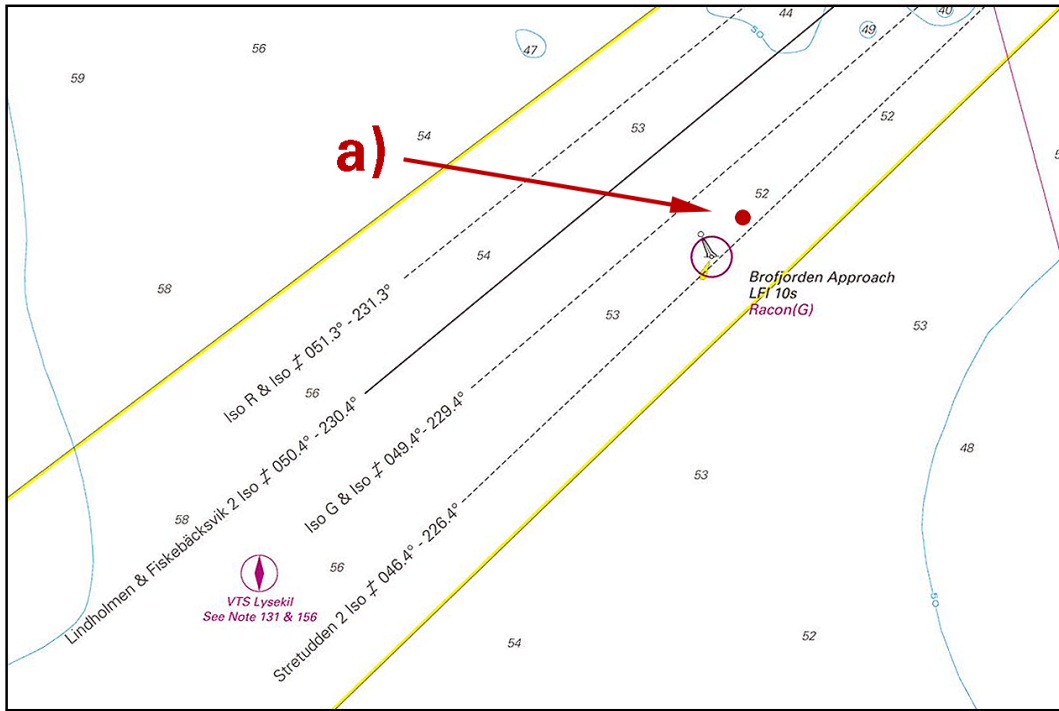 44
40
49
56
47
59
50
52
53
54
a)
52
54
Brofjorden Approach
LFl 10s
Racon(G)
58
53
53
Iso R & Iso ≠ 051.3° - 231.3°
56
Lindholmen & Fiskebäcksvik 2 Iso ≠ 050.4° - 230.4°
Iso G & Iso ≠ 049.4° - 229.4°
48
53
58
Stretudden 2 Iso ≠ 046.4° - 226.4°
56
VTS Lysekil
See Note 131 & 156
50
54
52